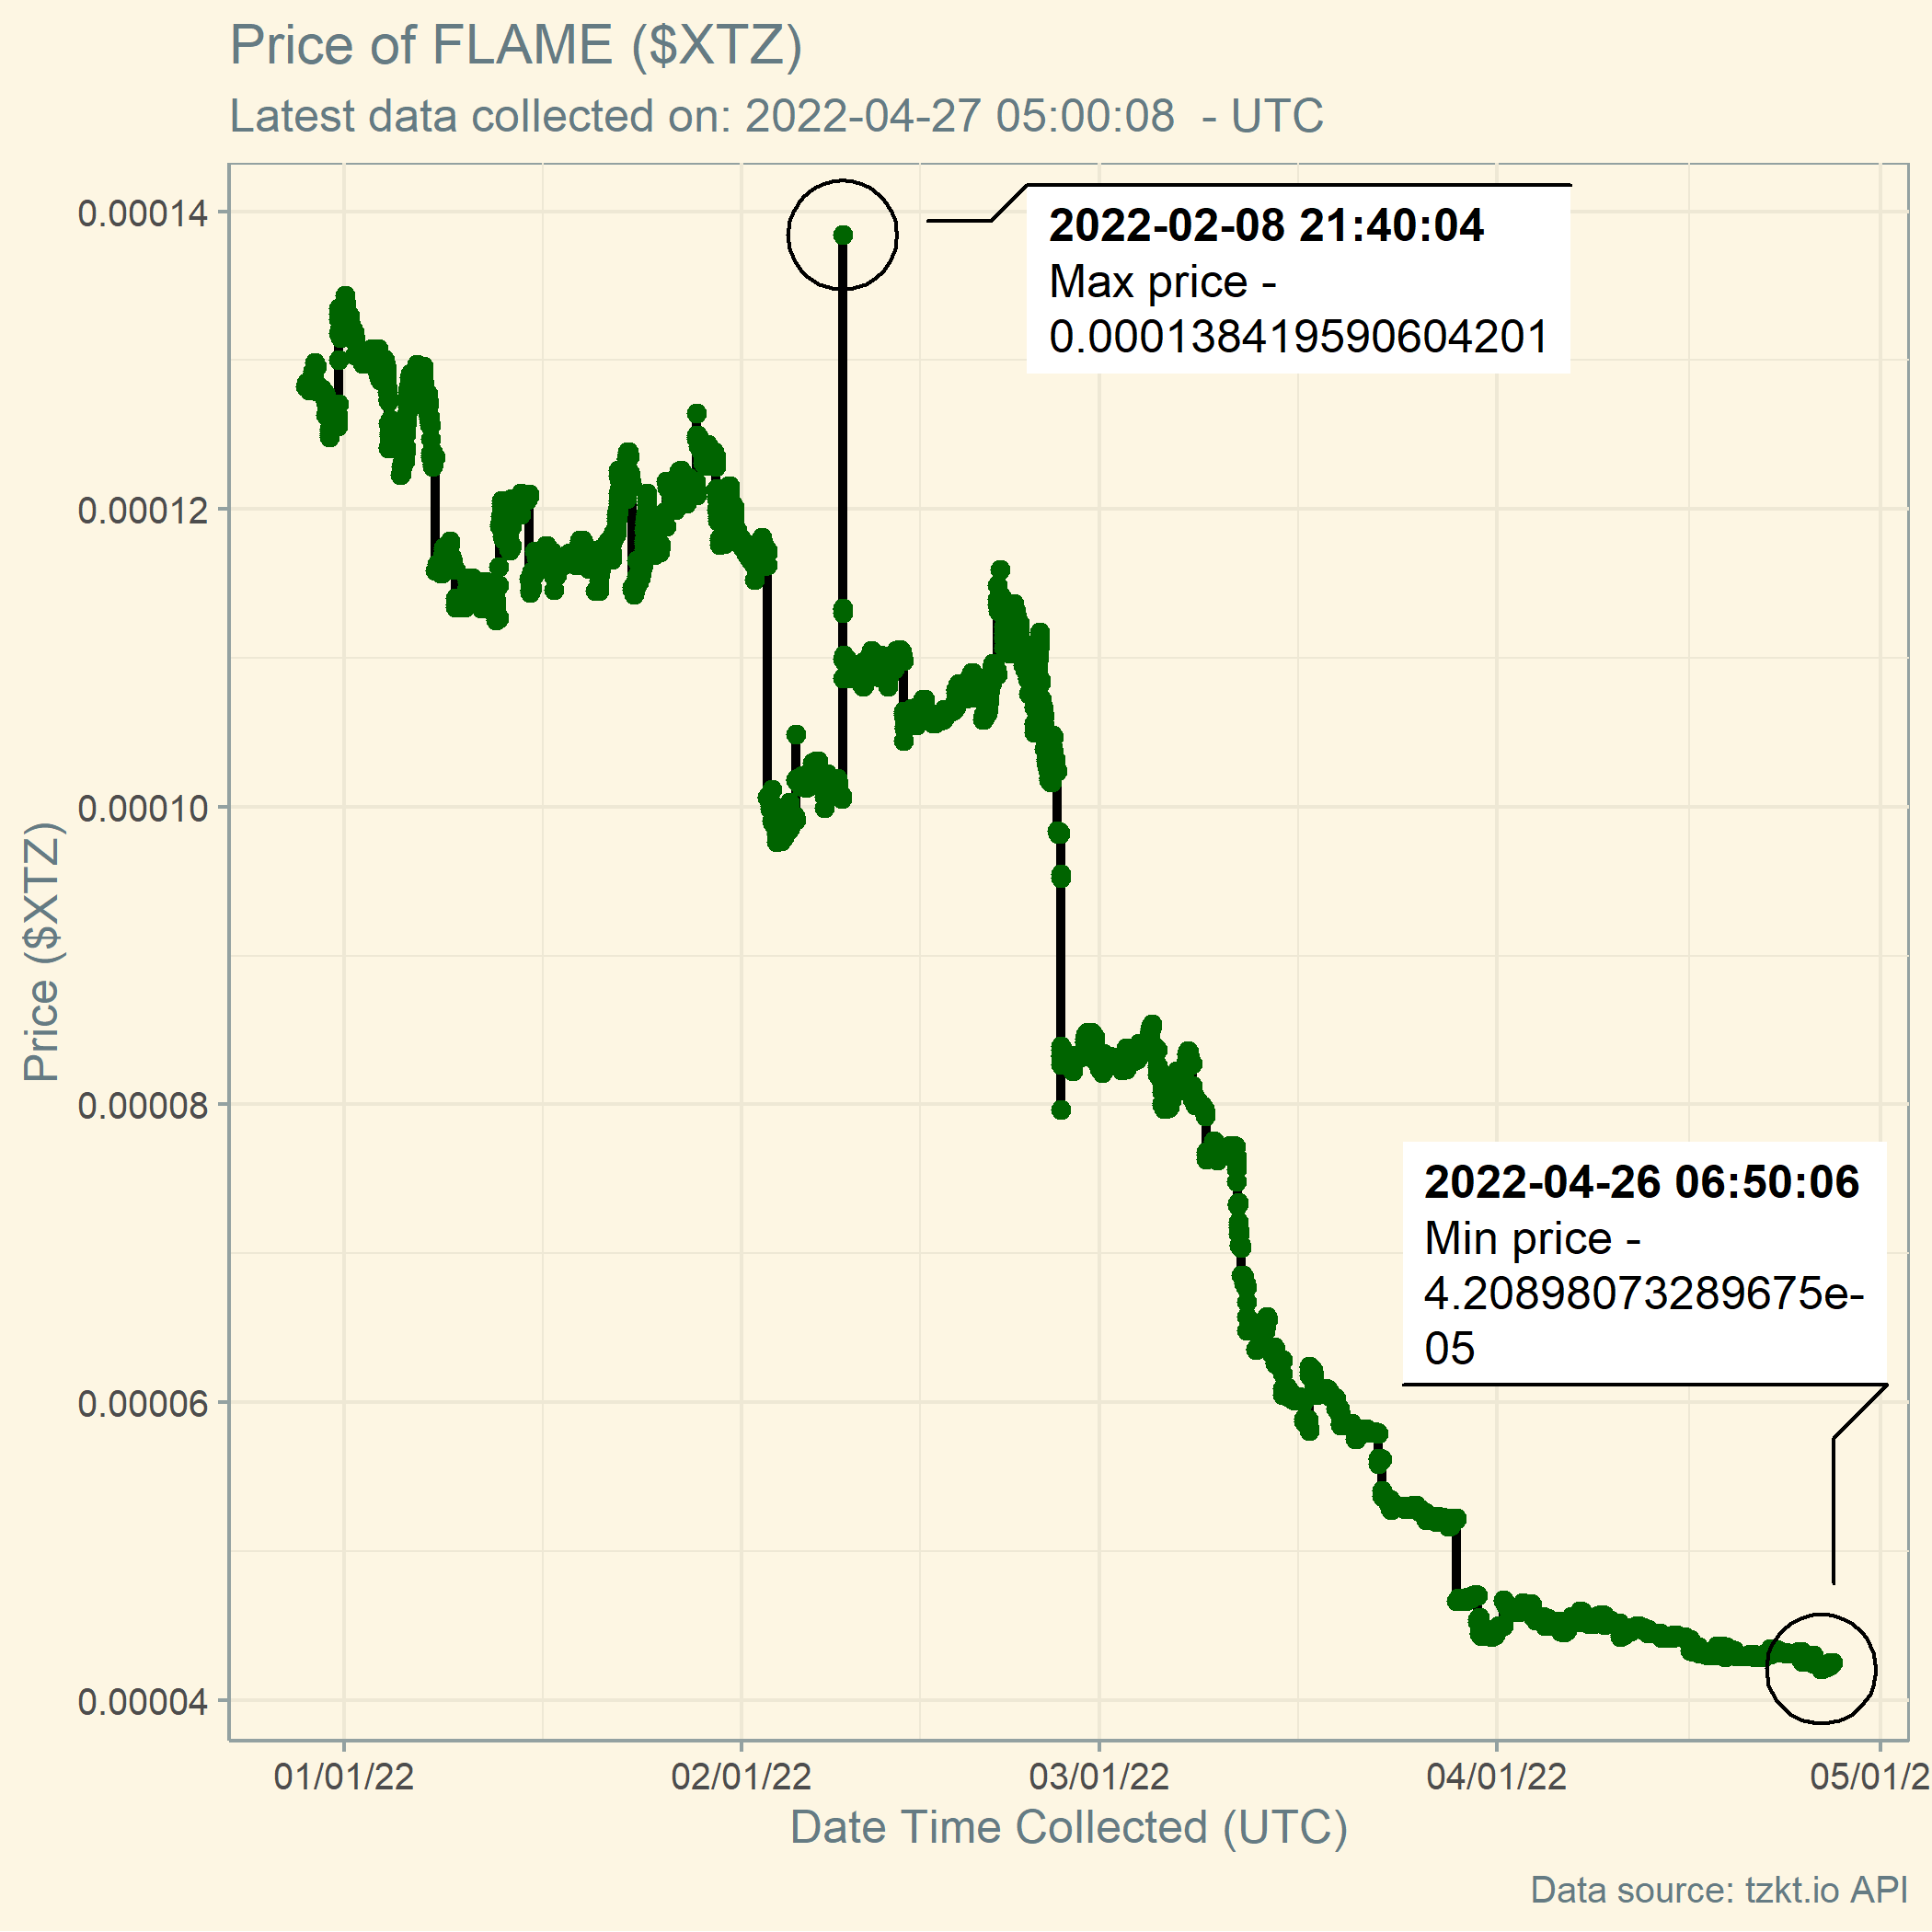 Price of FLAME ($XTZ)
Latest data collected on: 2022-04-27 05:00:08  - UTC
0.00014
0.00012
0.00010
0.00008
0.00006
0.00004
Price ($XTZ)
2022-02-08 21:40:04
Max price -
0.000138419590604201
2022-04-26 06:50:06
Min price -
4.20898073289675e-
05
01/01/22
02/01/22
03/01/22
04/01/22
05/01/2
Date Time Collected (UTC)
Data source: tzkt.io API